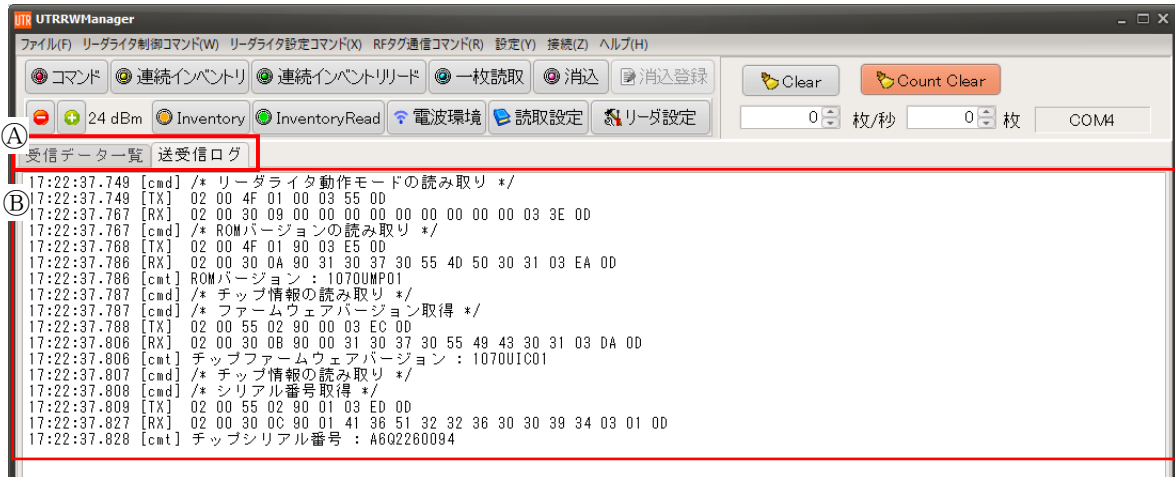 UTR UTRRWManager
ファイル(F) リーダライタ制御コマンド(W) リーダライタ設定コマンド(X) RFタグ通信コマンド(R) 設定(Y) 接続(Z) ヘルプ(H)
コマンド 連続インベントリ 連続インベントリリード 一枚読取 消込 消込登録 Clear Count Clear
24 dBm Inventory InventoryRead 電波環境 読取設定 リーダ設定 0 枚/秒 0 枚 COM4
Ⓐ
受信データ一覧 送受信ログ
Ⓑ
17:22:37.749 [cmd] /* リーダライタ動作モードの読み取り */
17:22:37.749 [TX] 02 00 4F 01 00 03 55 0D
17:22:37.767 [RX] 02 00 30 09 00 00 00 00 00 00 00 00 00 03 3E 0D
17:22:37.767 [cmd] /* ROMバージョンの読み取り */
17:22:37.768 [TX] 02 00 4F 01 90 03 E5 0D
17:22:37.786 [RX] 02 00 30 0A 90 31 30 37 30 55 4D 50 30 31 03 EA 0D
17:22:37.786 [cmt] ROMバージョン : 1070UMP01
17:22:37.787 [cmd] /* チップ情報の読み取り */
17:22:37.787 [cmd] /* ファームウェアバージョン取得 */
17:22:37.788 [TX] 02 00 55 02 90 00 03 EC 0D
17:22:37.806 [RX] 02 00 30 0B 90 00 31 30 37 30 55 49 43 30 31 03 DA 0D
17:22:37.806 [cmt] チップファームウェアバージョン : 1070UIC01
17:22:37.807 [cmd] /* チップ情報の読み取り */
17:22:37.808 [cmd] /* シリアル番号取得 */
17:22:37.809 [TX] 02 00 55 02 90 01 03 ED 0D
17:22:37.827 [RX] 02 00 30 0C 90 01 41 36 51 32 32 36 30 30 39 34 03 01 0D
17:22:37.828 [cmt] チップシリアル番号 : A6Q2260094